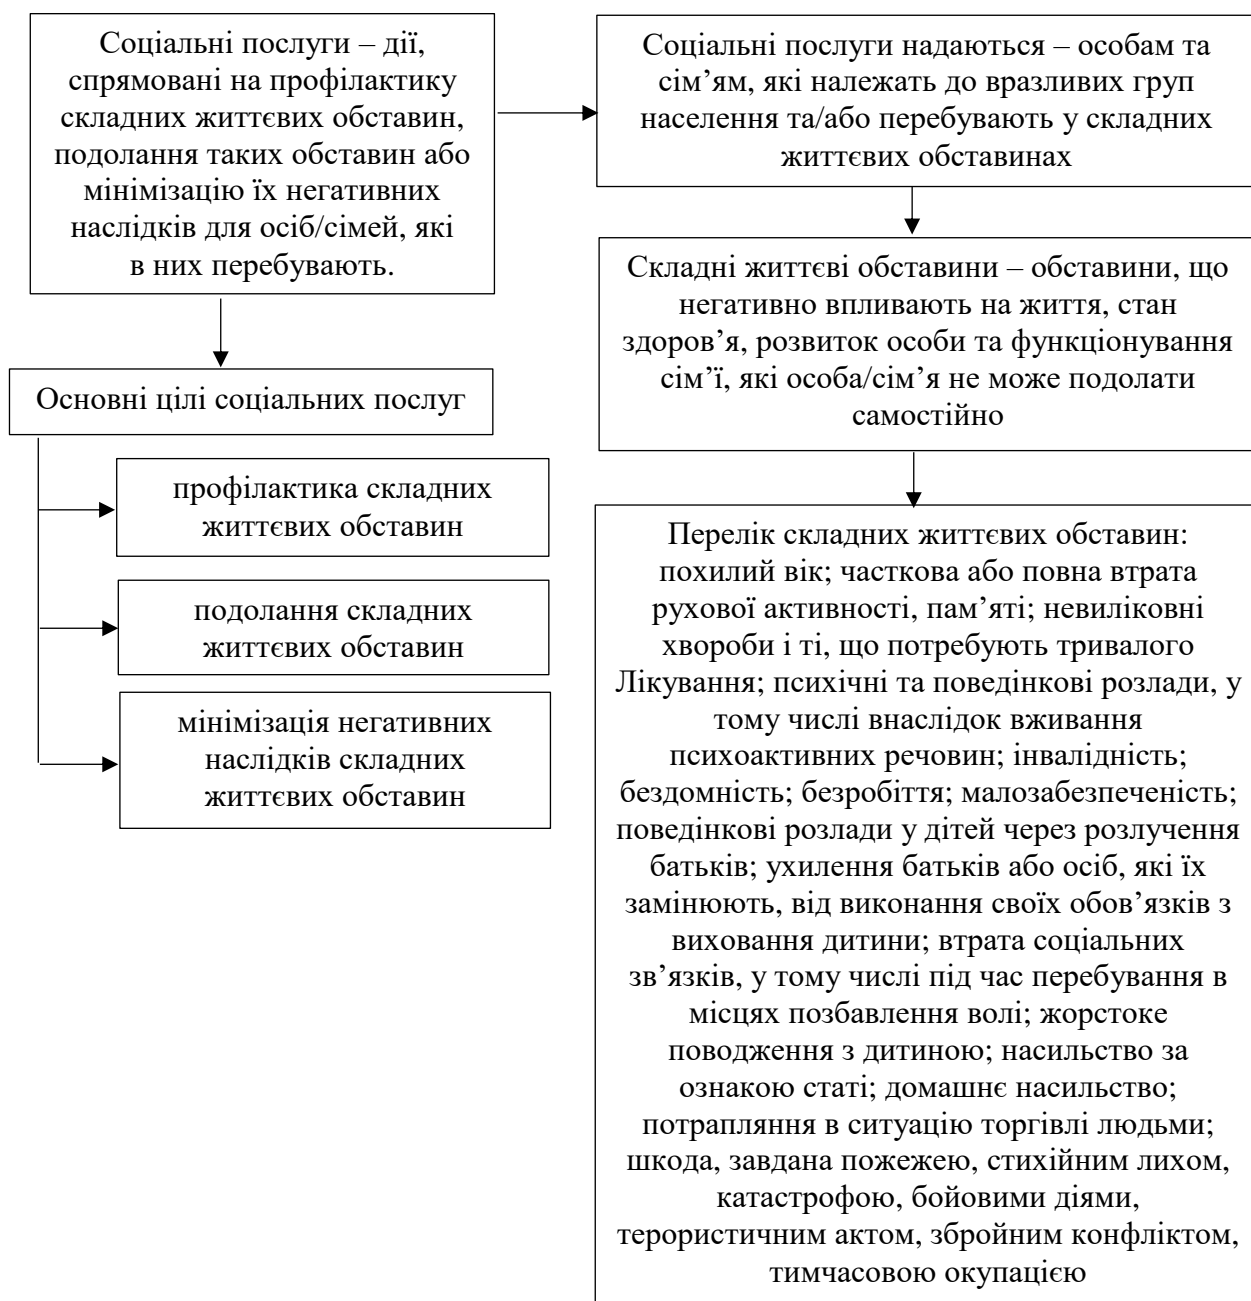 Соціальні послуги – дії,
спрямовані на профілактику
складних життєвих обставин,
подолання таких обставин або
мінімізацію їх негативних
наслідків для осіб/сімей, які
в них перебувають.
Основні цілі соціальних послуг
профілактика складних
життєвих обставин
подолання складних
життєвих обставин
мінімізація негативних
наслідків складних
життєвих обставин
Соціальні послуги надаються – особам та
сім’ям, які належать до вразливих груп
населення та/або перебувають у складних
життєвих обставинах
Складні життєві обставини – обставини, що
негативно впливають на життя, стан
здоров’я, розвиток особи та функціонування
сім’ї, які особа/сім’я не може подолати
самостійно
Перелік складних життєвих обставин:
похилий вік; часткова або повна втрата
рухової активності, пам’яті; невиліковні
хвороби і ті, що потребують тривалого
Лікування; психічні та поведінкові розлади, у
тому числі внаслідок вживання
психоактивних речовин; інвалідність;
бездомність; безробіття; малозабезпеченість;
поведінкові розлади у дітей через розлучення
батьків; ухилення батьків або осіб, які їх
замінюють, від виконання своїх обов’язків з
виховання дитини; втрата соціальних
зв’язків, у тому числі під час перебування в
місцях позбавлення волі; жорстоке
поводження з дитиною; насильство за
ознакою статі; домашнє насильство;
потрапляння в ситуацію торгівлі людьми;
шкода, завдана пожежею, стихійним лихом,
катастрофою, бойовими діями,
терористичним актом, збройним конфліктом,
тимчасовою окупацією